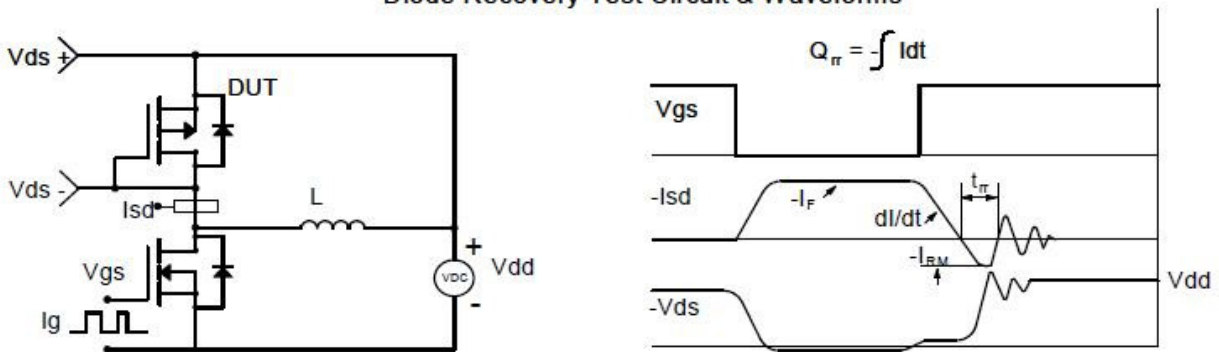 Diode Recovery Test Circuit & Waveforms
Vds +
DUT
Vds -
Isd
L
Vgs
Ig
+
VDC
Vdd
-
Qrr = -∫ Idt
Vgs
-Isd
-IF
dI/dt
trr
-IRM
Vdd
-Vds